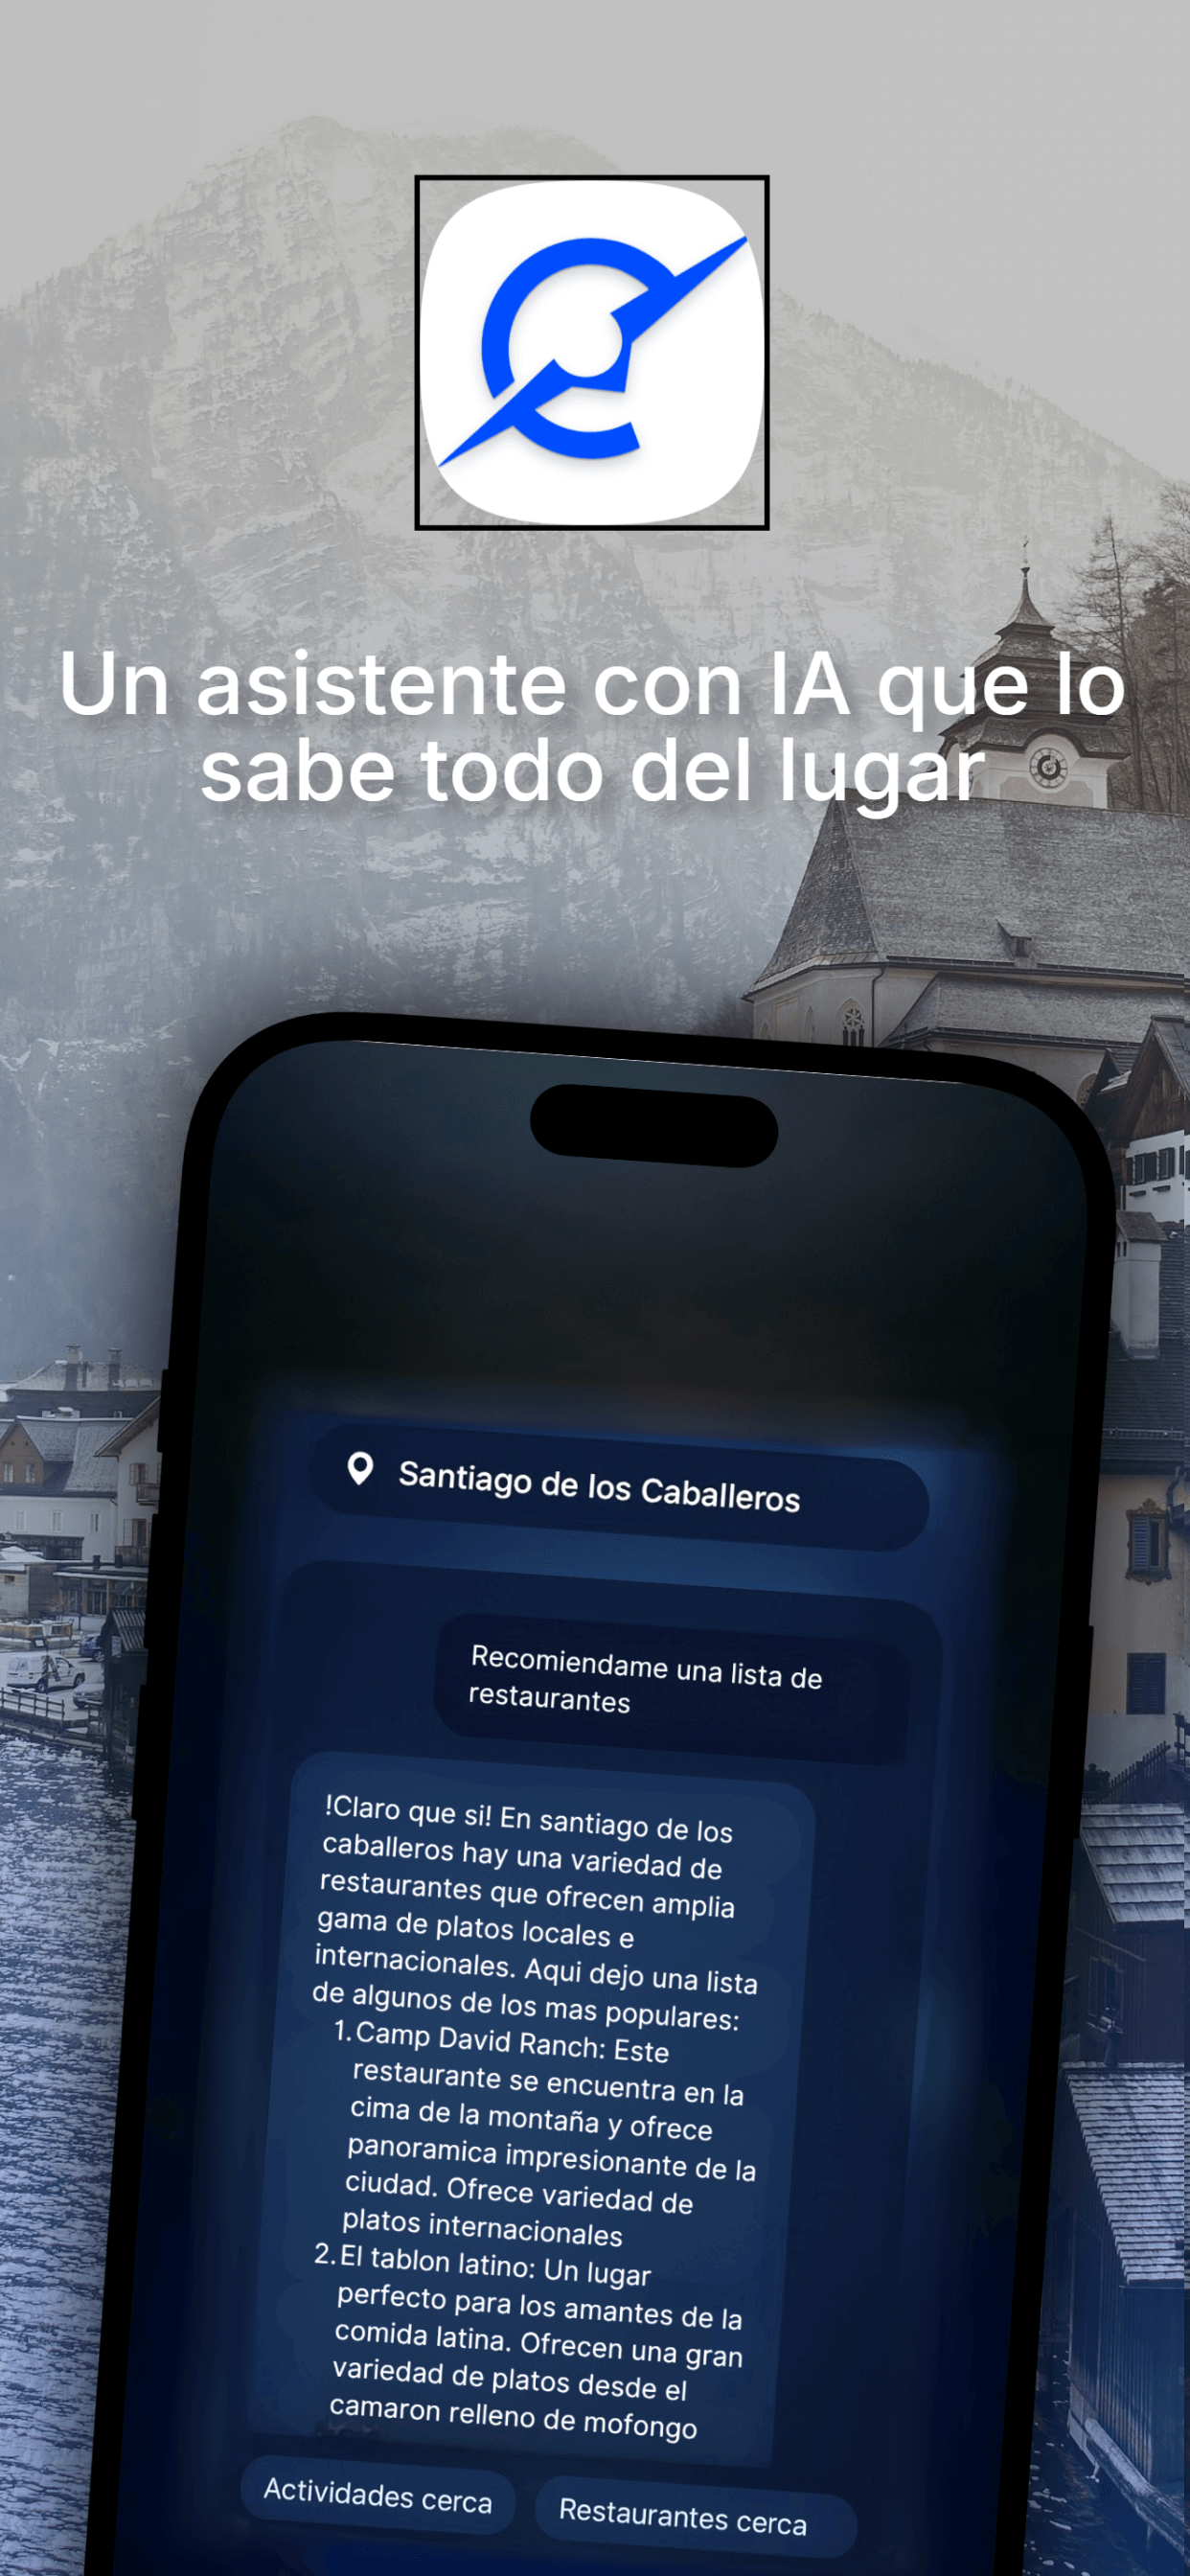 Un asistente con IA que lo
sabe todo del lugar
Santiago de los Caballeros
Recomiendame una lista de
restaurantes
!Claro que si! En santiago de los
caballeros hay una variedad de
restaurantes que ofrecen amplia
gama de platos locales e
internacionales. Aqui dejo una lista
de algunos de los mas populares:
1. Camp David Ranch: Este
restaurante se encuentra en la
cima de la montaña y ofrece
panoramica impresionante de la
ciudad. Ofrece variedad de
platos internacionales
2. El tablon latino: Un lugar
perfecto para los amantes de la
comida latina. Ofrecen una gran
variedad de platos desde el
camaron relleno de mofongo
Actividades cerca
Restaurantes cerca